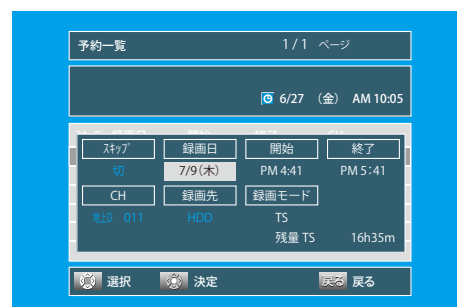 予約一覧 1/1 ページ
6/27 (金) AM 10:05
ｽｷｯﾌﾟ 録画日 開始 終了
切 7/9(木) PM 4:41 PM 5:41
CH 録画先 録画モード
地上D 011 HDD TS
残量 TS 16h35m
選択 決定 戻る 戻る